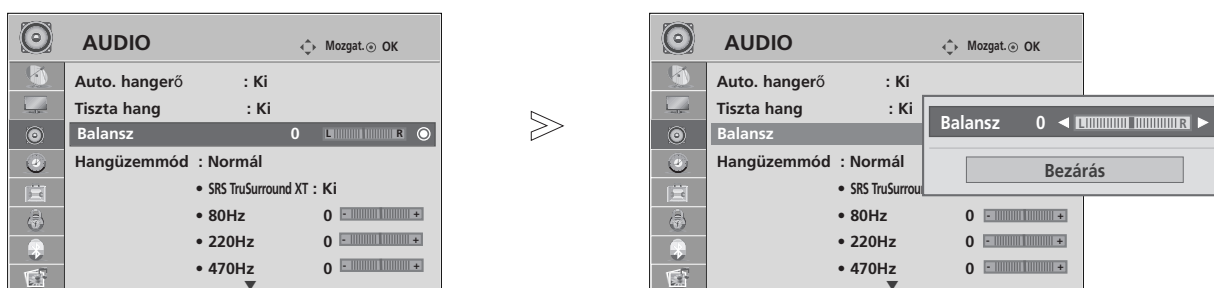 AUDIO Mozgat. OK
Auto. hangerő : Ki
Tiszta hang : Ki
Balansz 0 L R
Hangüzemmód : Normál
• SRS TruSurround XT : Ki
• 80Hz 0 - +
• 220Hz 0 - +
• 470Hz 0 - +
AUDIO Mozgat. OK
Auto. hangerő : Ki
Tiszta hang : Ki
Balansz
Balansz 0 L R
Bezárás
Hangüzemmód : Normál
• SRS TruSurrou
• 80Hz 0 - +
• 220Hz 0 - +
• 470Hz 0 - +